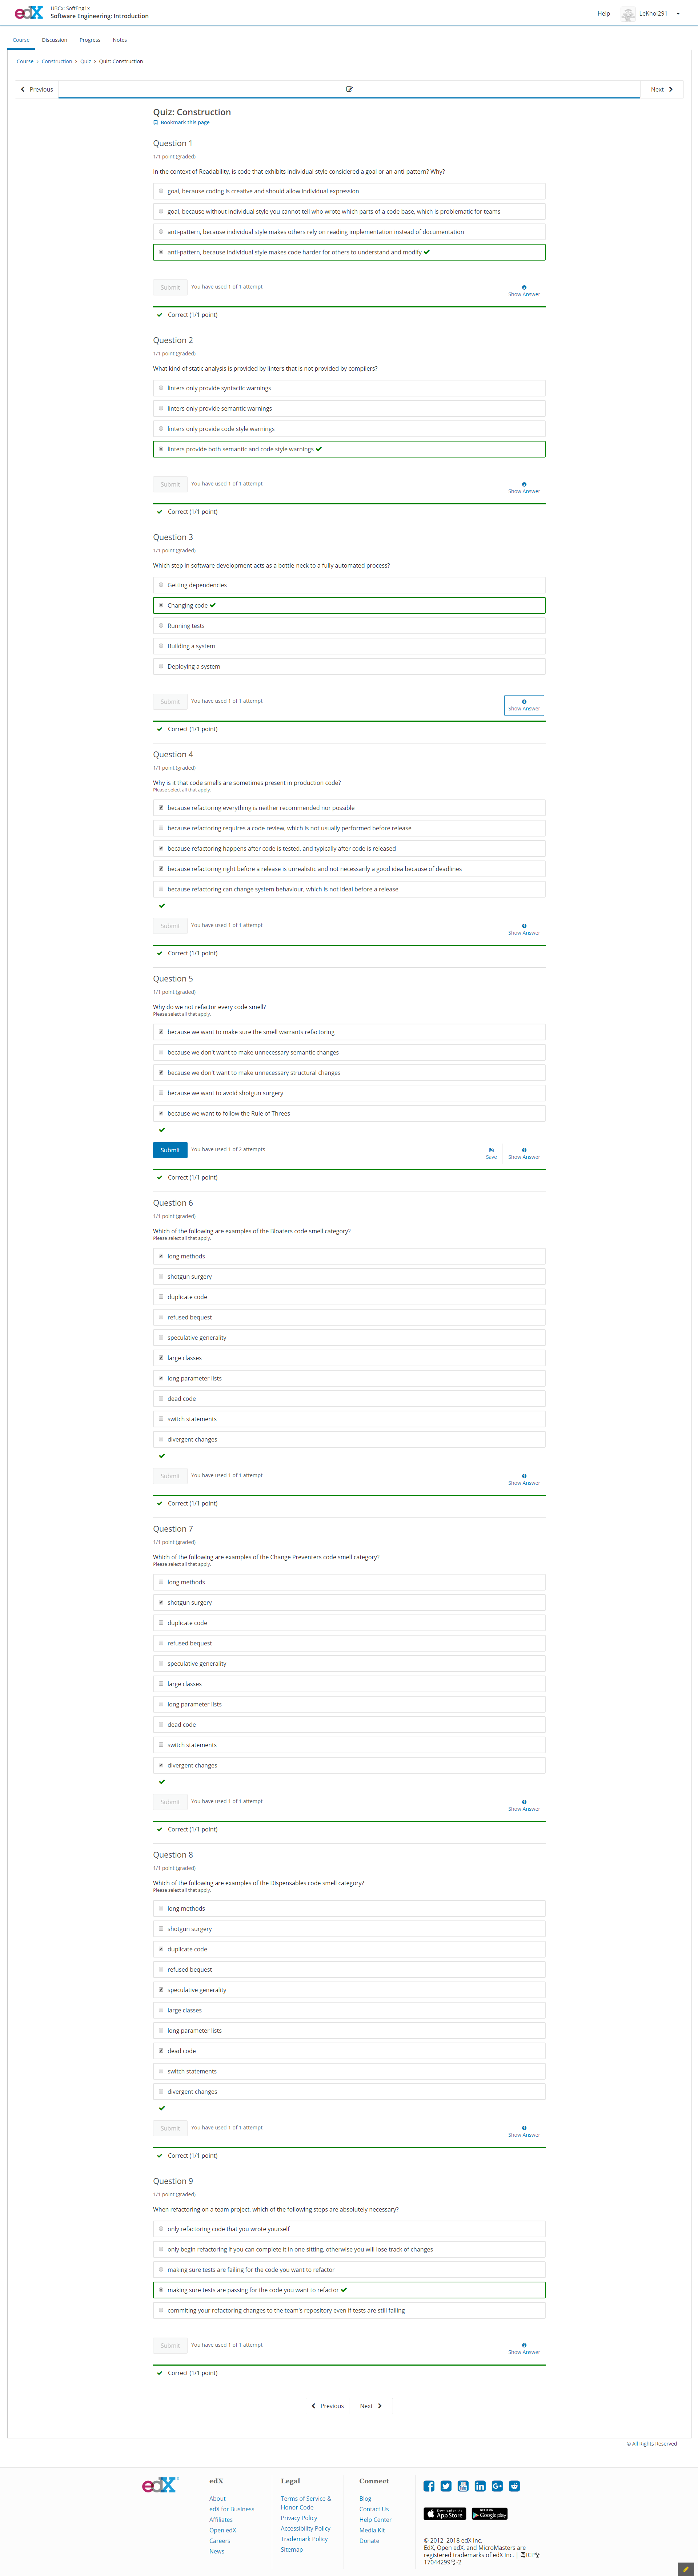 edX
UBCx: SoftEng1x
Software Engineering: Introduction
Help
LeKhoi291
Course
Discussion
Progress
Notes
Course > Construction > Quiz > Quiz: Construction
Previous
Next
Quiz: Construction
Bookmark this page
Question 1
1/1 point (graded)
In the context of Readability, is code that exhibits individual style considered a goal or an anti-pattern? Why?
goal, because coding is creative and should allow individual expression
goal, because without individual style you cannot tell who wrote which parts of a code base, which is problematic for teams
anti-pattern, because individual style makes others rely on reading implementation instead of documentation
anti-pattern, because individual style makes code harder for others to understand and modify
Submit
You have used 1 of 1 attempt
Show Answer
Correct (1/1 point)
Question 2
1/1 point (graded)
What kind of static analysis is provided by linters that is not provided by compilers?
linters only provide syntactic warnings
linters only provide semantic warnings
linters only provide code style warnings
linters provide both semantic and code style warnings
Submit
You have used 1 of 1 attempt
Show Answer
Correct (1/1 point)
Question 3
1/1 point (graded)
Which step in software development acts as a bottle-neck to a fully automated process?
Getting dependencies
Changing code
Running tests
Building a system
Deploying a system
Submit
You have used 1 of 1 attempt
Show Answer
Correct (1/1 point)
Question 4
1/1 point (graded)
Why is it that code smells are sometimes present in production code?
Please select all that apply.
because refactoring everything is neither recommended nor possible
because refactoring requires a code review, which is not usually performed before release
because refactoring happens after code is tested, and typically after code is released
because refactoring right before a release is unrealistic and not necessarily a good idea because of deadlines
because refactoring can change system behaviour, which is not ideal before a release
Submit
You have used 1 of 1 attempt
Show Answer
Correct (1/1 point)
Question 5
1/1 point (graded)
Why do we not refactor every code smell?
Please select all that apply.
because we want to make sure the smell warrants refactoring
because we don't want to make unnecessary semantic changes
because we don't want to make unnecessary structural changes
because we want to avoid shotgun surgery
because we want to follow the Rule of Threes
Submit
You have used 1 of 2 attempts
Save
Show Answer
Correct (1/1 point)
Question 6
1/1 point (graded)
Which of the following are examples of the Bloaters code smell category?
Please select all that apply.
long methods
shotgun surgery
duplicate code
refused bequest
speculative generality
large classes
long parameter lists
dead code
switch statements
divergent changes
Submit
You have used 1 of 1 attempt
Show Answer
Correct (1/1 point)
Question 7
1/1 point (graded)
Which of the following are examples of the Change Preventers code smell category?
Please select all that apply.
long methods
shotgun surgery
duplicate code
refused bequest
speculative generality
large classes
long parameter lists
dead code
switch statements
divergent changes
Submit
You have used 1 of 1 attempt
Show Answer
Correct (1/1 point)
Question 8
1/1 point (graded)
Which of the following are examples of the Dispensables code smell category?
Please select all that apply.
long methods
shotgun surgery
duplicate code
refused bequest
speculative generality
large classes
long parameter lists
dead code
switch statements
divergent changes
Submit
You have used 1 of 1 attempt
Show Answer
Correct (1/1 point)
Question 9
1/1 point (graded)
When refactoring on a team project, which of the following steps are absolutely necessary?
only refactoring code that you wrote yourself
only begin refactoring if you can complete it in one sitting, otherwise you will lose track of changes
making sure tests are failing for the code you want to refactor
making sure tests are passing for the code you want to refactor
commiting your refactoring changes to the team's repository even if tests are still failing
Submit
You have used 1 of 1 attempt
Show Answer
Correct (1/1 point)
Previous
Next
© All Rights Reserved
edX
edX
About
edX for Business
Affiliates
Open edX
Careers
News
Legal
Terms of Service &
Honor Code
Privacy Policy
Accessibility Policy
Trademark Policy
Sitemap
Connect
Blog
Contact Us
Help Center
Media Kit
Donate
Download on the
App Store
GET IT ON
Google play
© 2012–2018 edX Inc.
EdX, Open edX, and MicroMasters are
registered trademarks of edX Inc. | 粤ICP备
17044299号-2